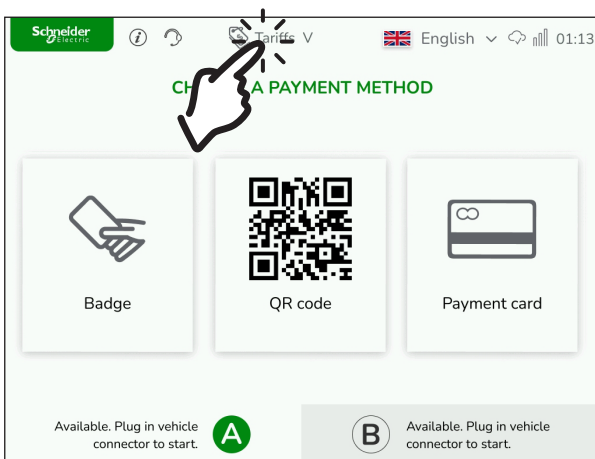 Schneider
Electric
i
Tariffs V
English
01:13
CH A PAYMENT METHOD
Badge
QR code
Payment card
Available. Plug in vehicle
connector to start.
A
B
Available. Plug in vehicle
connector to start.